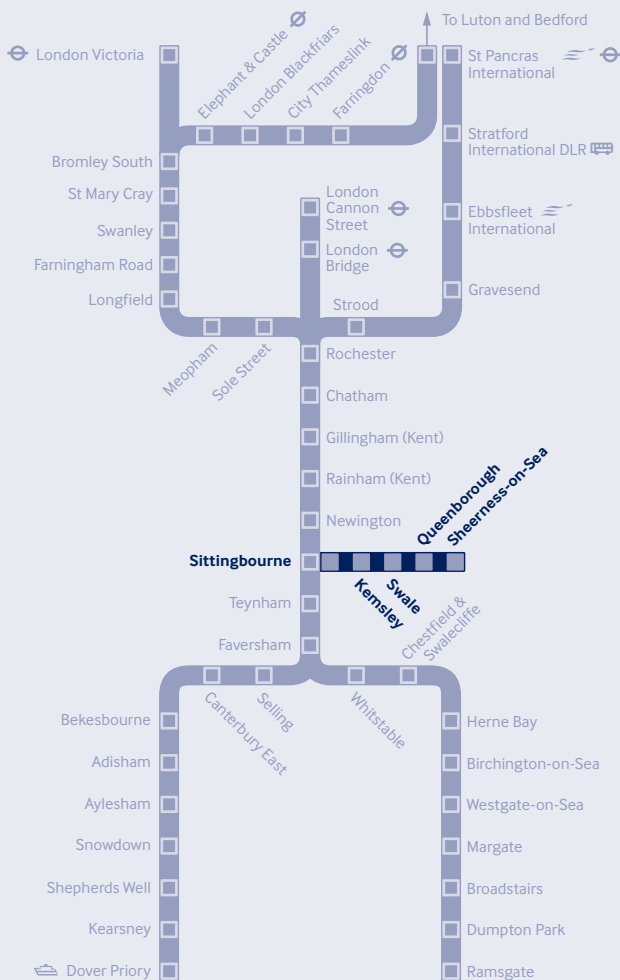 To Luton and Bedford
London Victoria
Elephant & Castle
London Blackfriars
City Thameslink
Farringdon
St Pancras
International
Stratford
International DLR
Bromley South
St Mary Cray
Swanley
Farningham Road
Longfield
London
Cannon
Street
London
Bridge
Ebbsfleet
International
Gravesend
Strood
Meopham
Sole Street
Rochester
Chatham
Gillingham (Kent)
Rainham (Kent)
Newington
Queenborough
Sheerness-on-Sea
Sittingbourne
Kemsley
Swale
Teynham
Faversham
Chestfield &
Swalecliffe
Canterbury East
Selling
Whitstable
Bekesbourne
Adisham
Aylesham
Snowdown
Shepherds Well
Kearsney
Dover Priory
Herne Bay
Birchington-on-Sea
Westgate-on-Sea
Margate
Broadstairs
Dumpton Park
Ramsgate